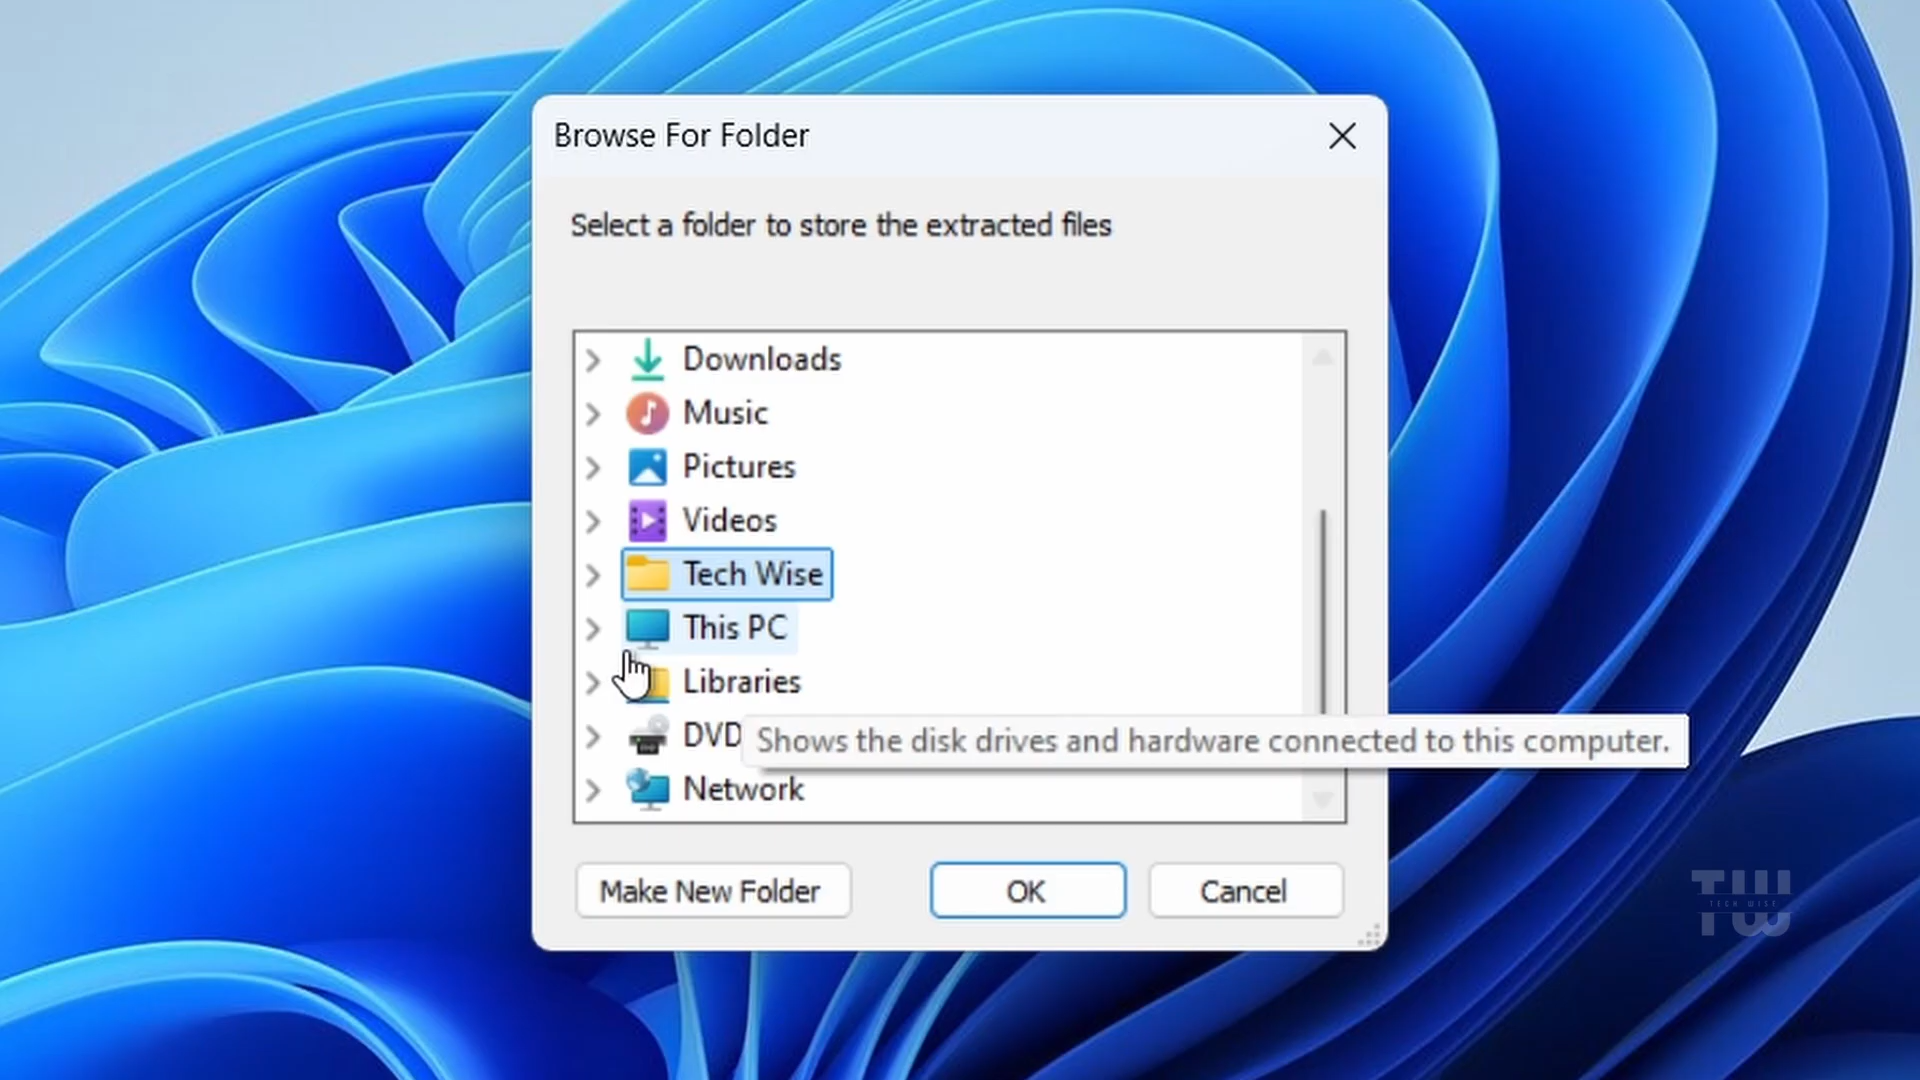 Browse For Folder
Select a folder to store the extracted files
Downloads
Music
Pictures
Videos
Tech Wise
This PC
Libraries
DVD
Shows the disk drives and hardware connected to this computer.
Network
Make New Folder
OK
Cancel
TW
TECH WISE